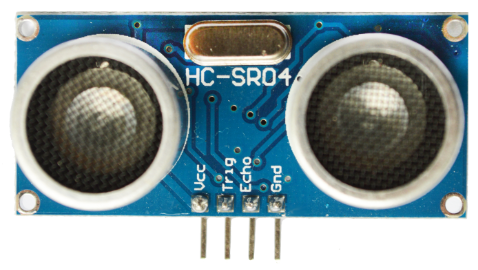 HC-SR04
Vcc
Trig
Echo
Gnd